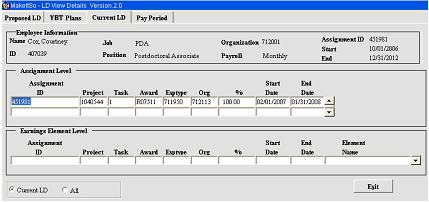 MakeItSo - LD View Details Version.2.0
Proposed LD YBT Plans Current LD Pay Period
Employee Information
Name Cox, Courtney Job PDA Organization 712001 Assignment ID 451981
Start 10/01/2006
ID 407039 Position Postdoctoral Associate Payroll Monthly End 12/31/2012
Assignment Level
Assignment ID Project Task Award Exptype Org % Start Date End Date
451981 1040544 1 R07511 711950 712113 100.00 02/01/2007 01/31/2008
Earnings Element Level
Assignment ID Project Task Award Exptype Org % Start Date End Date Element Name
Current LD All Exit